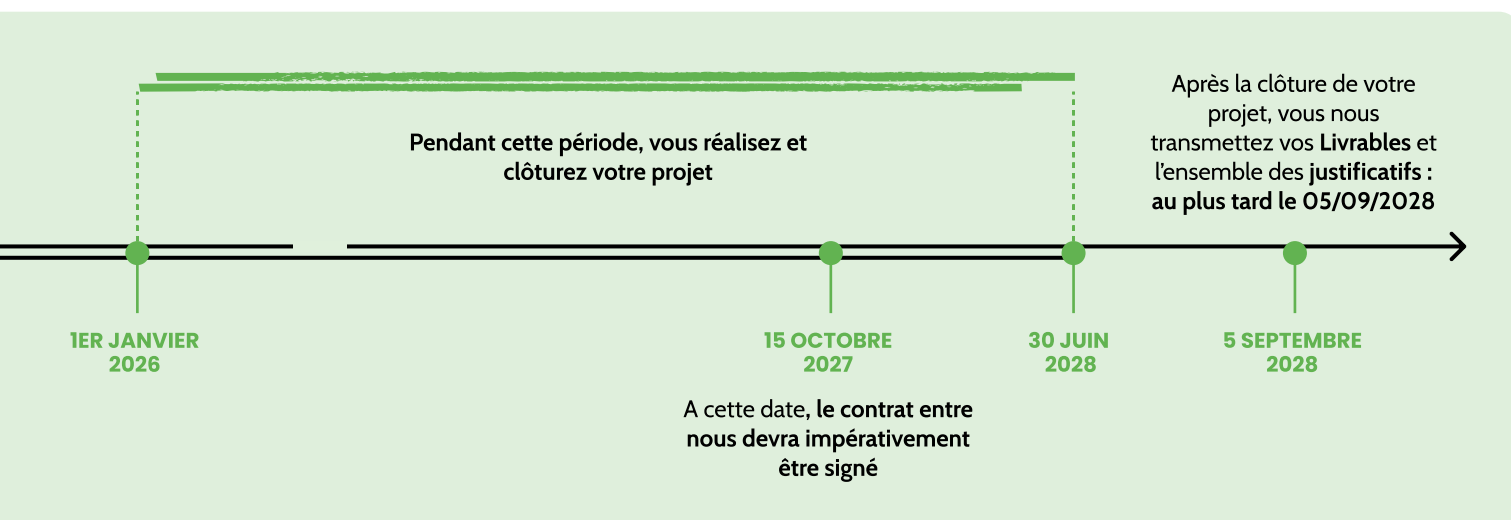 Après la clôture de votre
projet, vous nous
transmettez vos Livrables et
l’ensemble des justificatifs :
au plus tard le 05/09/2028
Pendant cette période, vous réalisez et
clôturez votre projet
1ER JANVIER
2026
15 OCTOBRE
2027
30 JUIN
2028
5 SEPTEMBRE
2028
A cette date, le contrat entre
nous devra impérativement
être signé